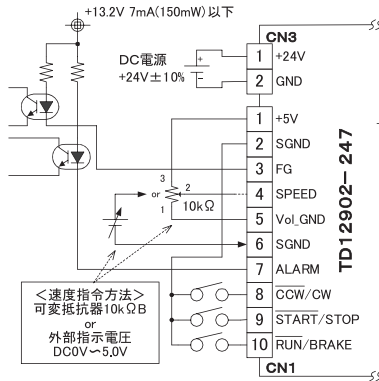 +13.2V 7mA(150mW)以下
CN3
DC電源
+24V±10%
+
-
1 +24V
2 GND
1 +5V
2 SGND
3 FG
4 SPEED
5 Vol_GND
6 SGND
7 ALARM
8 CCW/CW
9 START/STOP
10 RUN/BRAKE
CN1
TD12902-247
3
or
2
1
10kΩ
＜速度指令方法＞
可変抵抗器10kΩB
or
外部指示電圧
DC0V～5.0V